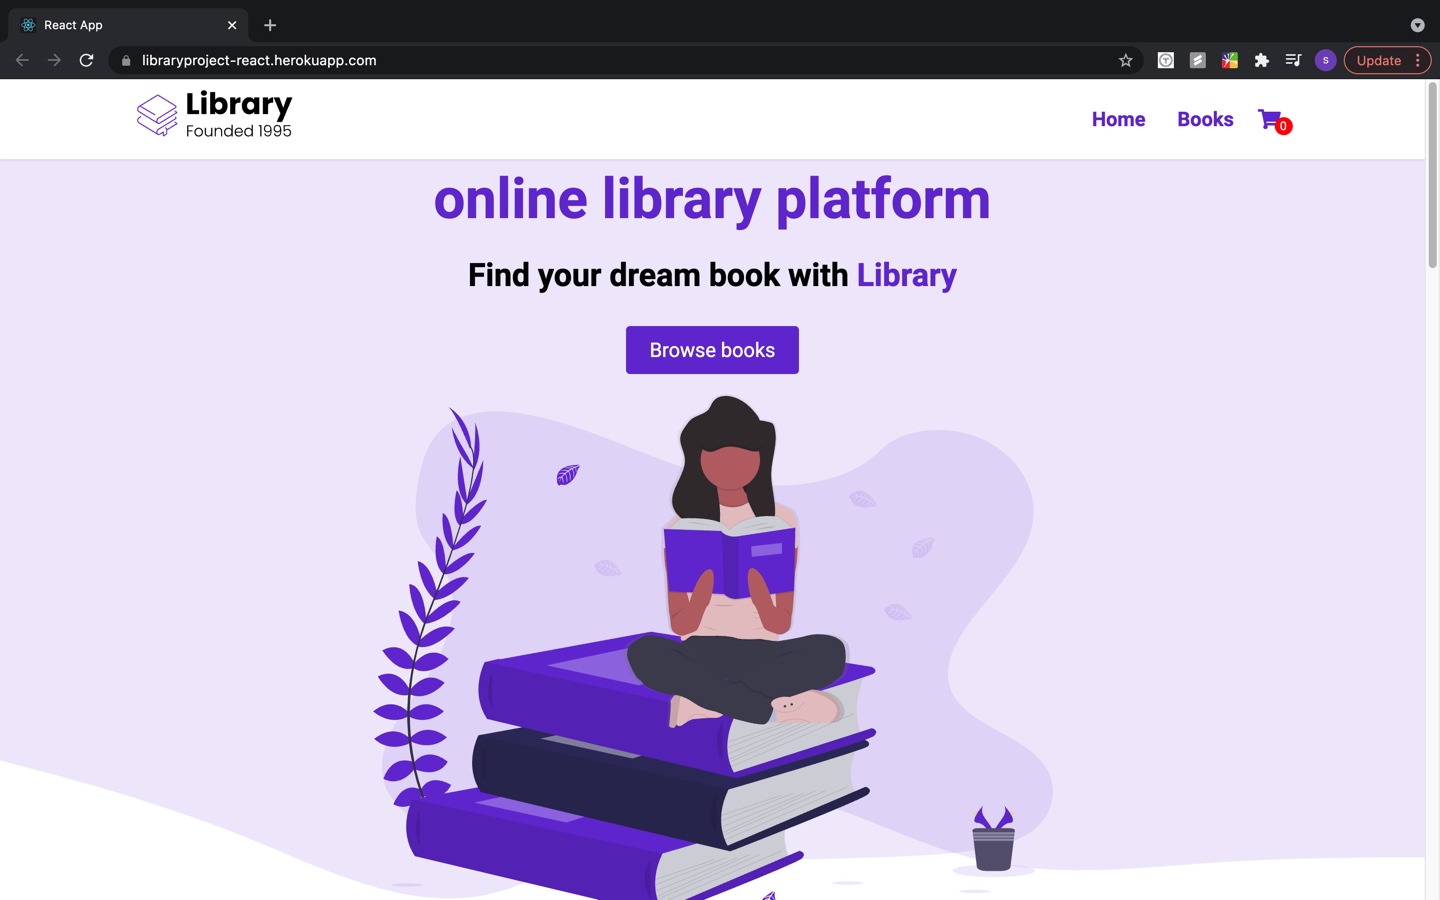 React App
libraryproject-react.herokuapp.com
S
Update
Library
Founded 1995
Home
Books
0
online library platform
Find your dream book with Library
Browse books